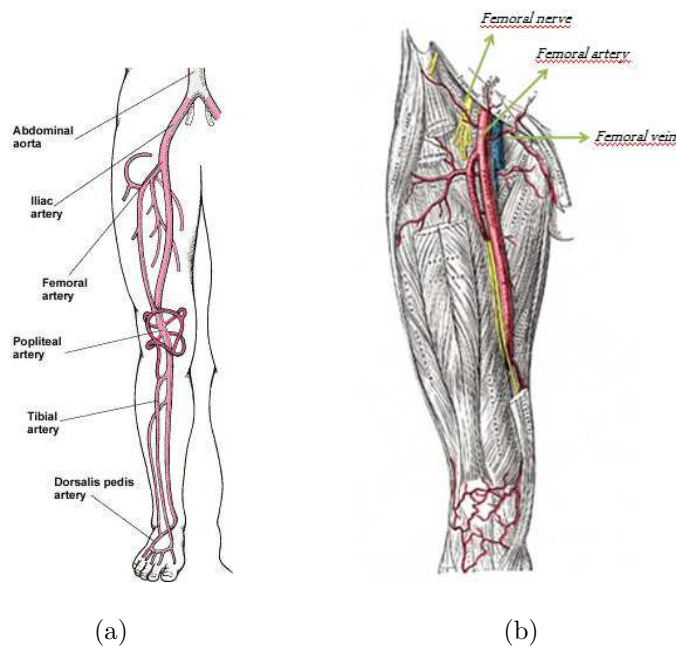 Abdominal
aorta
Iliac
artery
Femoral
artery
Popliteal
artery
Tibial
artery
Dorsalis pedis
artery
(a)
Femoral nerve
Femoral artery
Femoral vein
(b)